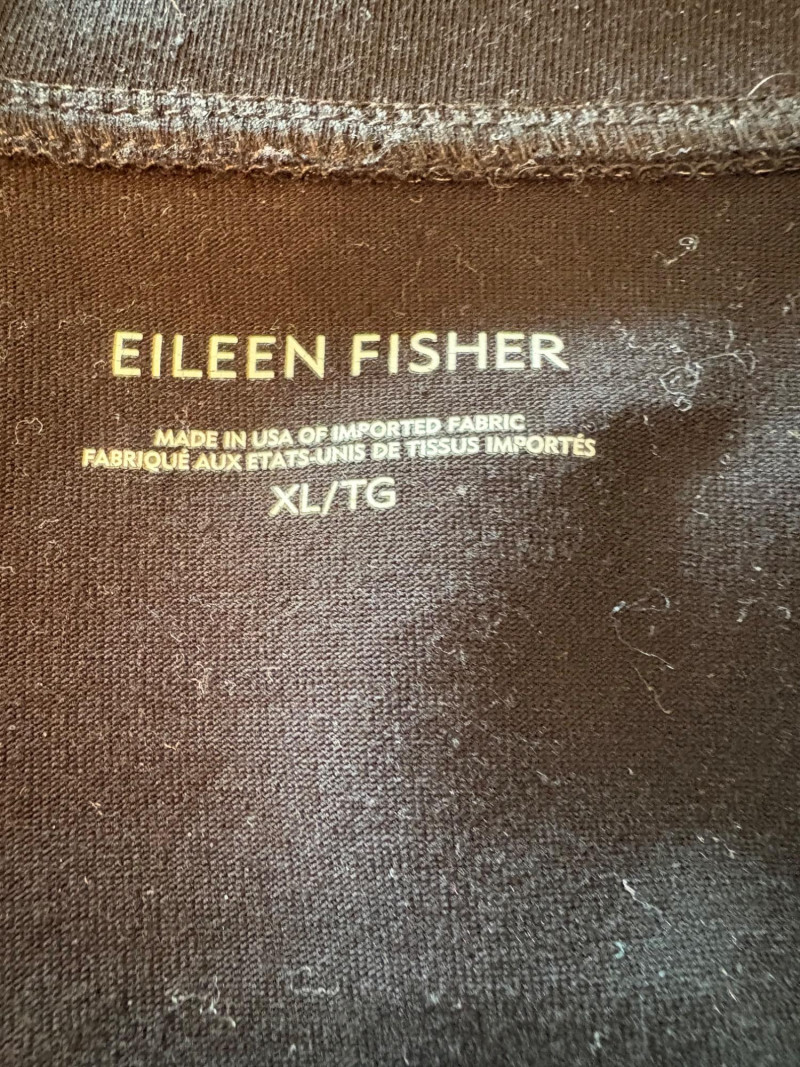 EILEEN FISHER
MADE IN USA OF IMPORTED FABRIC
FABRIQUÉ AUX ETATS-UNIS DE TISSUS IMPORTÉS
XL/TG